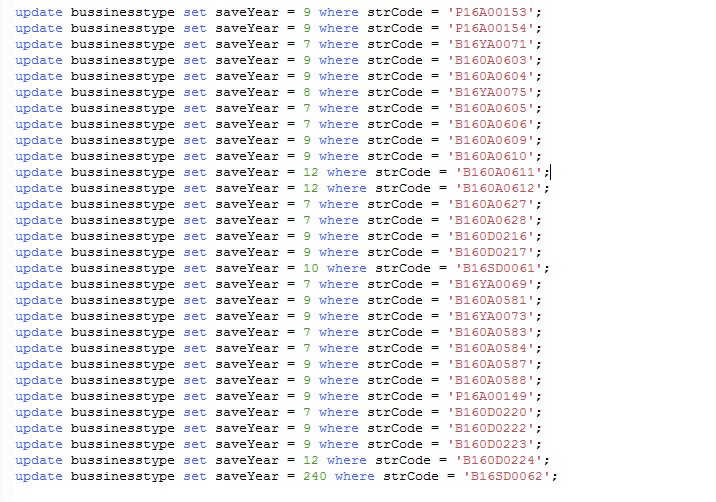 update bussinesstype set saveYear = 9 where strCode = 'P16A00153';
update bussinesstype set saveYear = 9 where strCode = 'P16A00154';
update bussinesstype set saveYear = 7 where strCode = 'B16YA0071';
update bussinesstype set saveYear = 9 where strCode = 'B160A0603';
update bussinesstype set saveYear = 9 where strCode = 'B160A0604';
update bussinesstype set saveYear = 8 where strCode = 'B16YA0075';
update bussinesstype set saveYear = 7 where strCode = 'B160A0605';
update bussinesstype set saveYear = 7 where strCode = 'B160A0606';
update bussinesstype set saveYear = 9 where strCode = 'B160A0609';
update bussinesstype set saveYear = 9 where strCode = 'B160A0610';
update bussinesstype set saveYear = 12 where strCode = 'B160A0611';
update bussinesstype set saveYear = 12 where strCode = 'B160A0612';
update bussinesstype set saveYear = 7 where strCode = 'B160A0627';
update bussinesstype set saveYear = 7 where strCode = 'B160A0628';
update bussinesstype set saveYear = 9 where strCode = 'B160D0216';
update bussinesstype set saveYear = 9 where strCode = 'B160D0217';
update bussinesstype set saveYear = 10 where strCode = 'B16SD0061';
update bussinesstype set saveYear = 7 where strCode = 'B16YA0069';
update bussinesstype set saveYear = 9 where strCode = 'B160A0581';
update bussinesstype set saveYear = 9 where strCode = 'B16YA0073';
update bussinesstype set saveYear = 7 where strCode = 'B160A0583';
update bussinesstype set saveYear = 7 where strCode = 'B160A0584';
update bussinesstype set saveYear = 9 where strCode = 'B160A0587';
update bussinesstype set saveYear = 9 where strCode = 'B160A0588';
update bussinesstype set saveYear = 9 where strCode = 'P16A00149';
update bussinesstype set saveYear = 7 where strCode = 'B160D0220';
update bussinesstype set saveYear = 9 where strCode = 'B160D0222';
update bussinesstype set saveYear = 9 where strCode = 'B160D0223';
update bussinesstype set saveYear = 12 where strCode = 'B160D0224';
update bussinesstype set saveYear = 240 where strCode = 'B16SD0062';